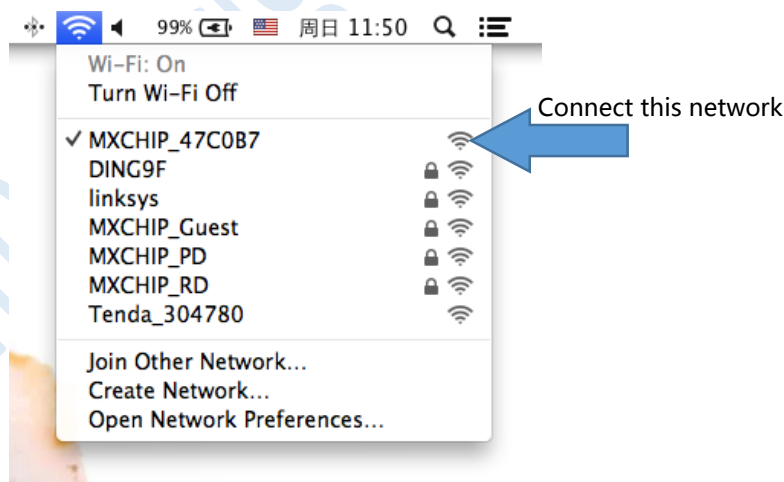 99% 周日 11:50
Wi-Fi: On
Turn Wi-Fi Off
Connect this network
✓ MXCHIP_47C0B7
DING9F
linksys
MXCHIP_Guest
MXCHIP_PD
MXCHIP_RD
Tenda_304780
Join Other Network...
Create Network...
Open Network Preferences...